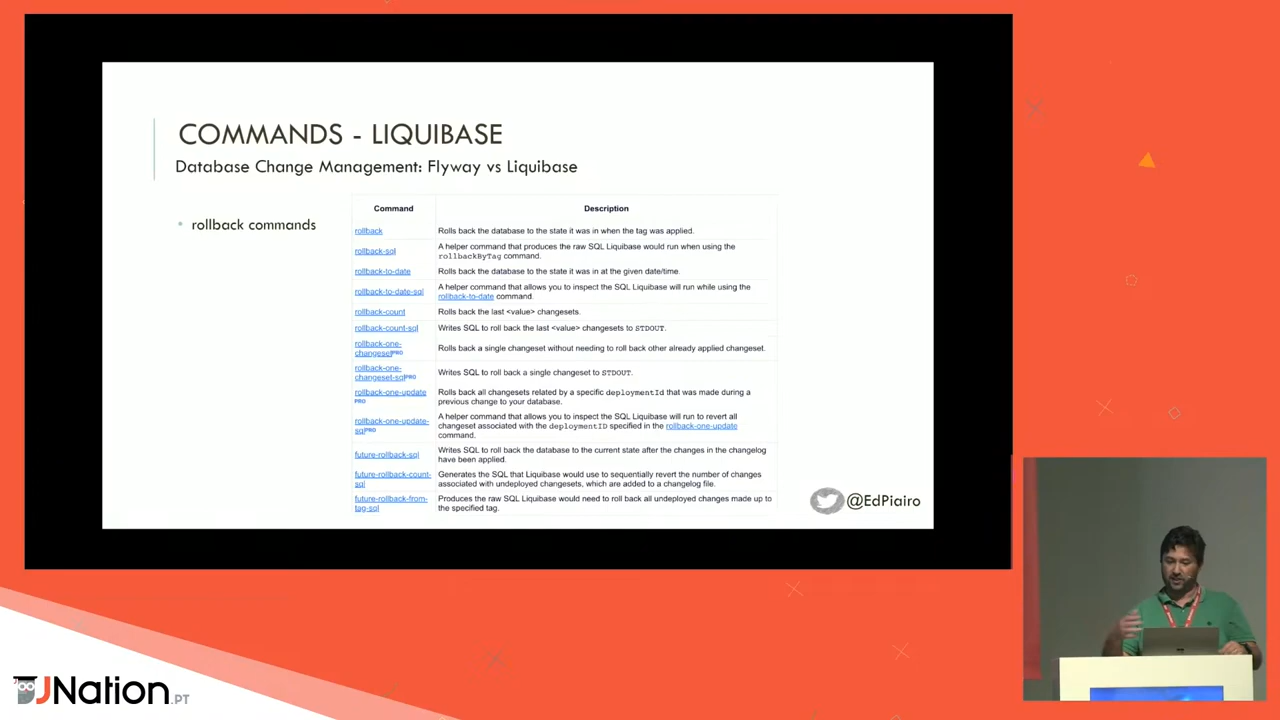 COMMANDS - LIQUIBASE
Database Change Management: Flyway vs Liquibase
• rollback commands
Command Description
rollback Rolls back the database to the state it was in when the tag was applied.
rollback-sql A helper command that produces the raw SQL Liquibase would run when using the
rollbackByTag command.
rollback-to-date Rolls back the database to the state it was in at the given date/time.
rollback-to-date-sql A helper command that allows you to inspect the SQL Liquibase will run while using the
rollback-to-date command.
rollback-count Rolls back the last <value> changesets.
rollback-count-sql Writes SQL to roll back the last <value> changesets to STDOUT.
rollback-one-
changesetPRO Rolls back a single changeset without needing to roll back other already applied changeset.
rollback-one-
changeset-sqlPRO Writes SQL to roll back a single changeset to STDOUT.
rollback-one-update Rolls back all changesets related by a specific deploymentId that was made during a
PRO previous change to your database.
rollback-one-update-
sqlPRO A helper command that allows you to inspect the SQL Liquibase will run to revert all
changeset associated with the deploymentID specified in the rollback-one-update
command.
future-rollback-sql Writes SQL to roll back the database to the current state after the changes in the changelog
have been applied.
future-rollback-count- Generates the SQL that Liquibase would use to sequentially revert the number of changes
sql associated with undeployed changesets, which are added to a changelog file.
future-rollback-from- Produces the raw SQL Liquibase would need to roll back all undeployed changes made up to
tag-sql the specified tag.
@EdPiairo
JNation.PT